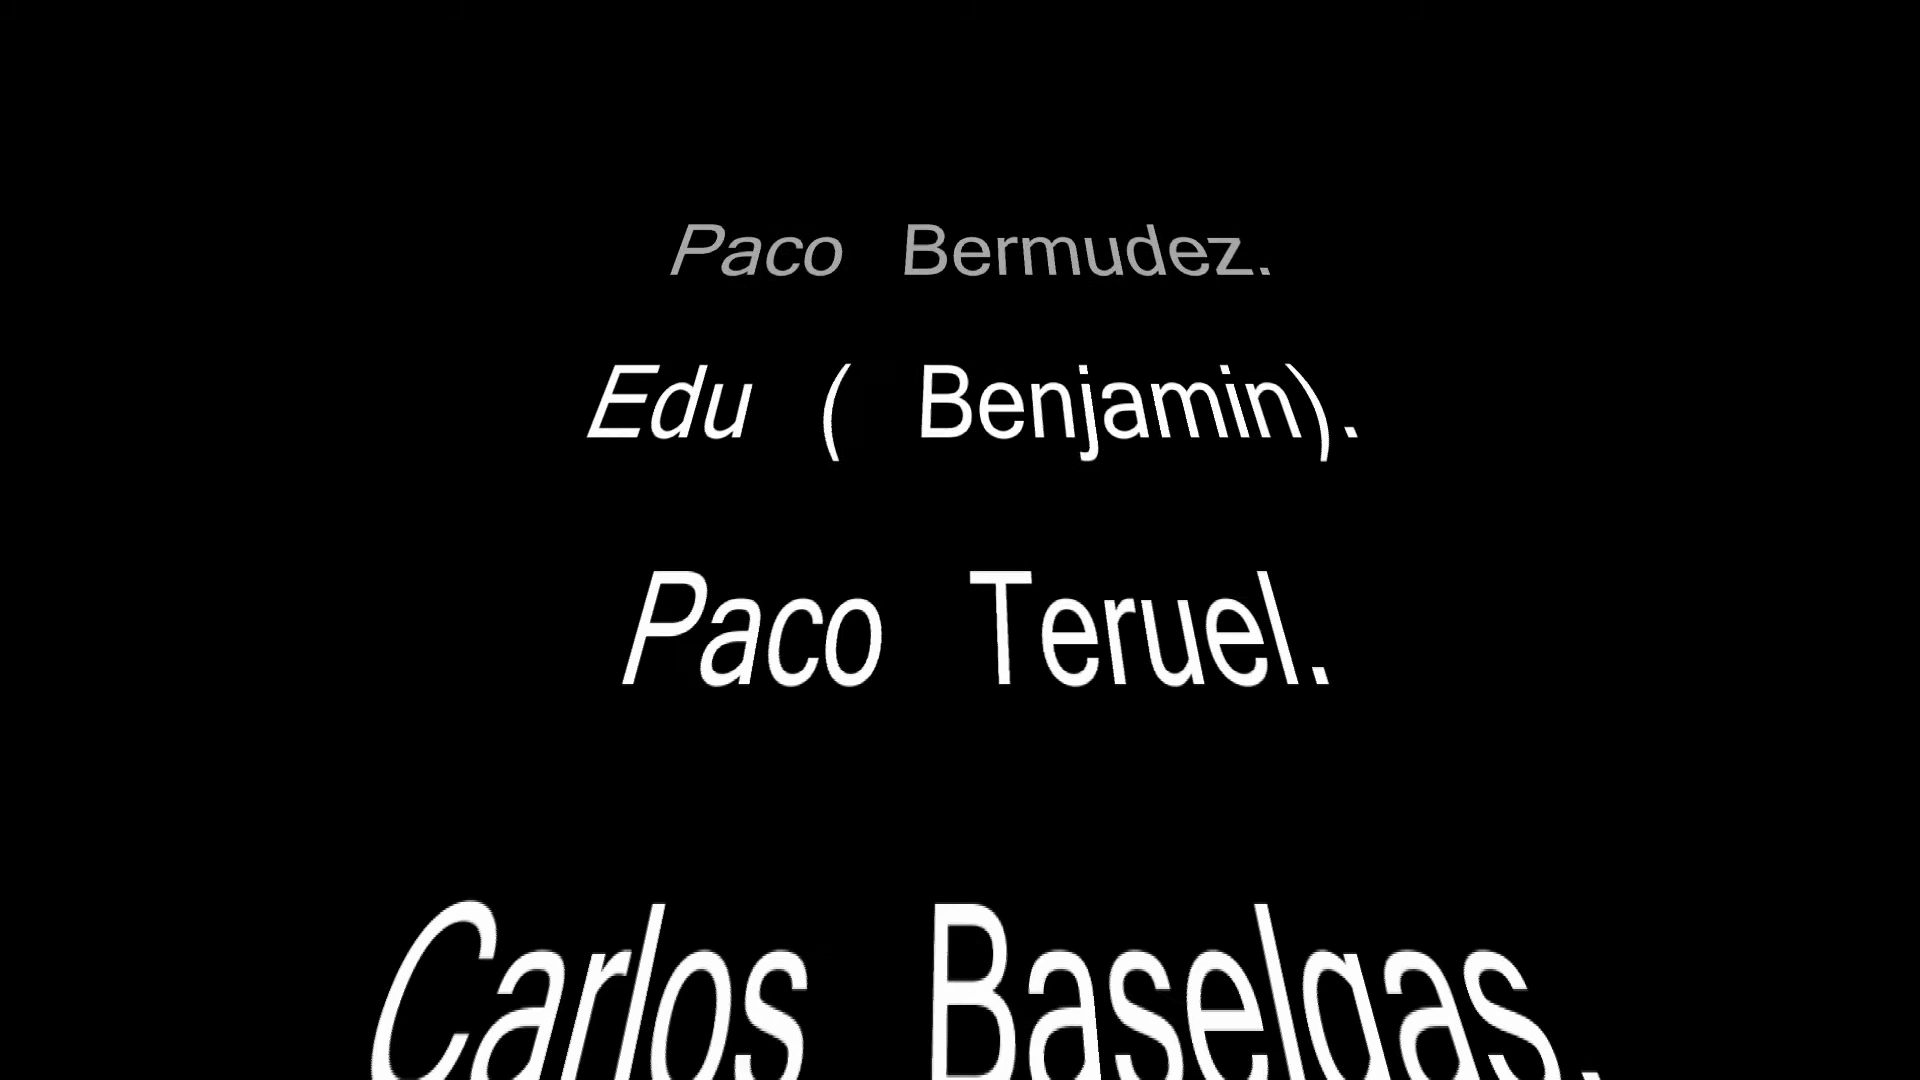 Paco Bermudez.
Edu ( Benjamin).
Paco Teruel.
Carlos Baselgas.